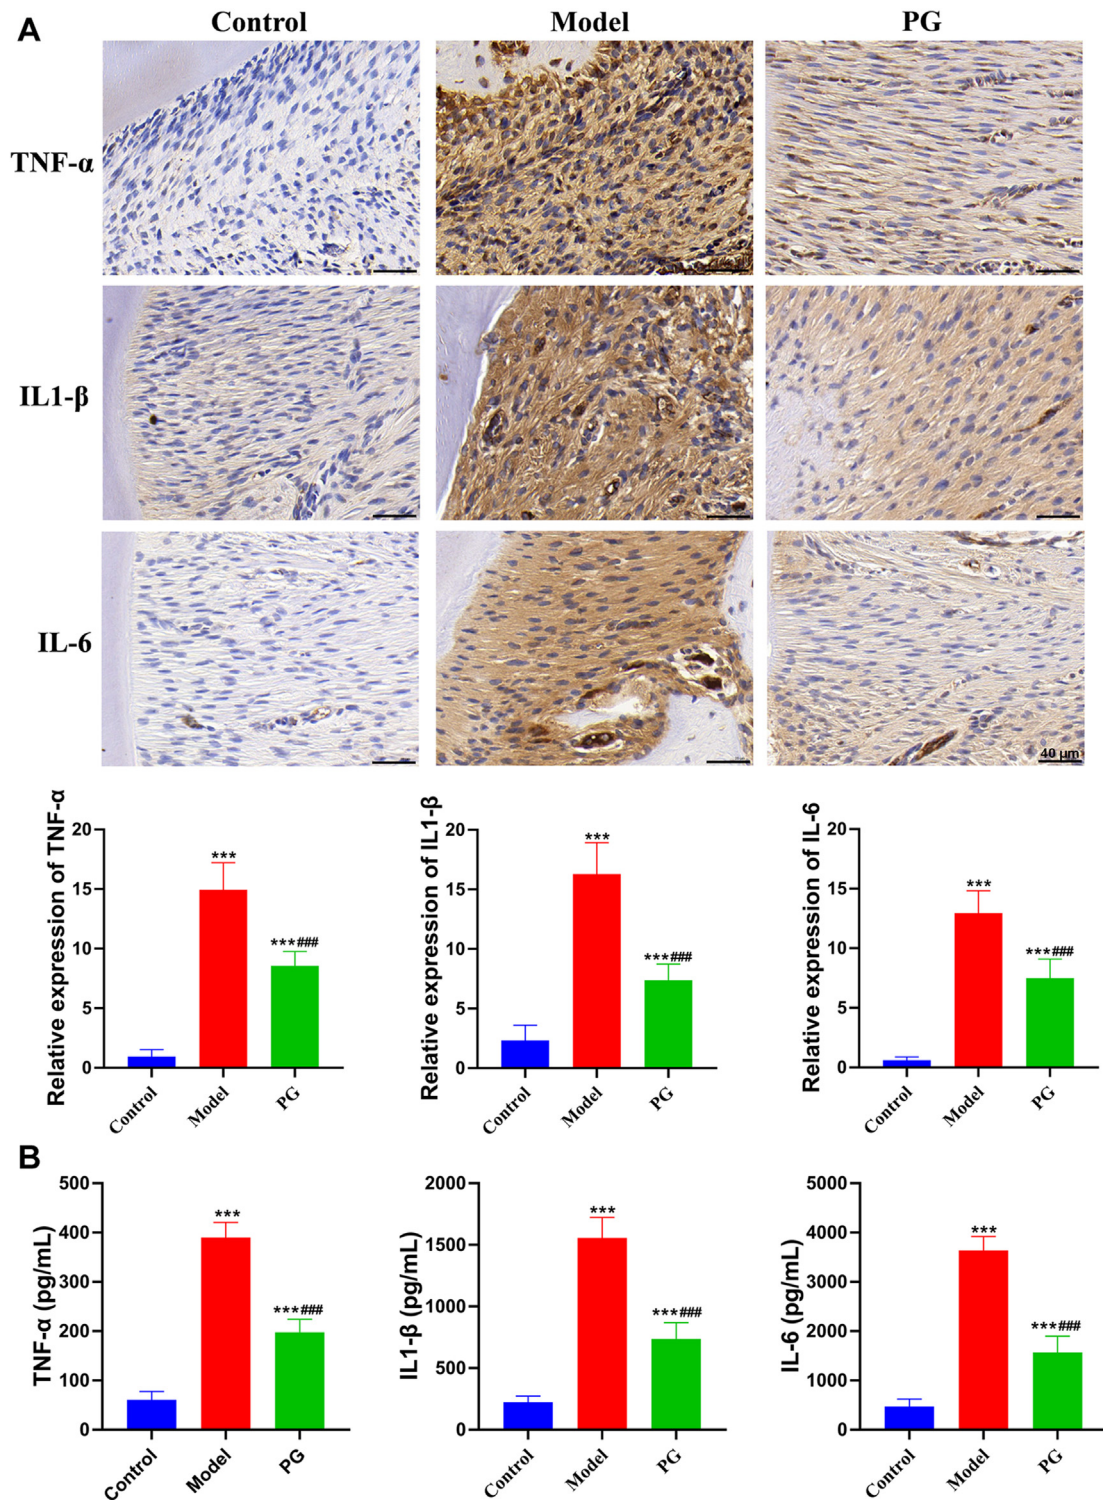 A
Control Model PG
TNF-α
IL1-β
IL-6
40 μm
Relative expression of TNF-α
20
15
10
5
0
***
***###
Control Model PG
Relative expression of IL1-β
20
15
10
5
0
***
***###
Control Model PG
Relative expression of IL-6
20
15
10
5
0
***
***###
Control Model PG
B
TNF-α (pg/mL)
500
400
300
200
100
0
***
***###
Control Model PG
IL1-β (pg/mL)
2000
1500
1000
500
0
***
***###
Control Model PG
IL-6 (pg/mL)
5000
4000
3000
2000
1000
0
***
***###
Control Model PG